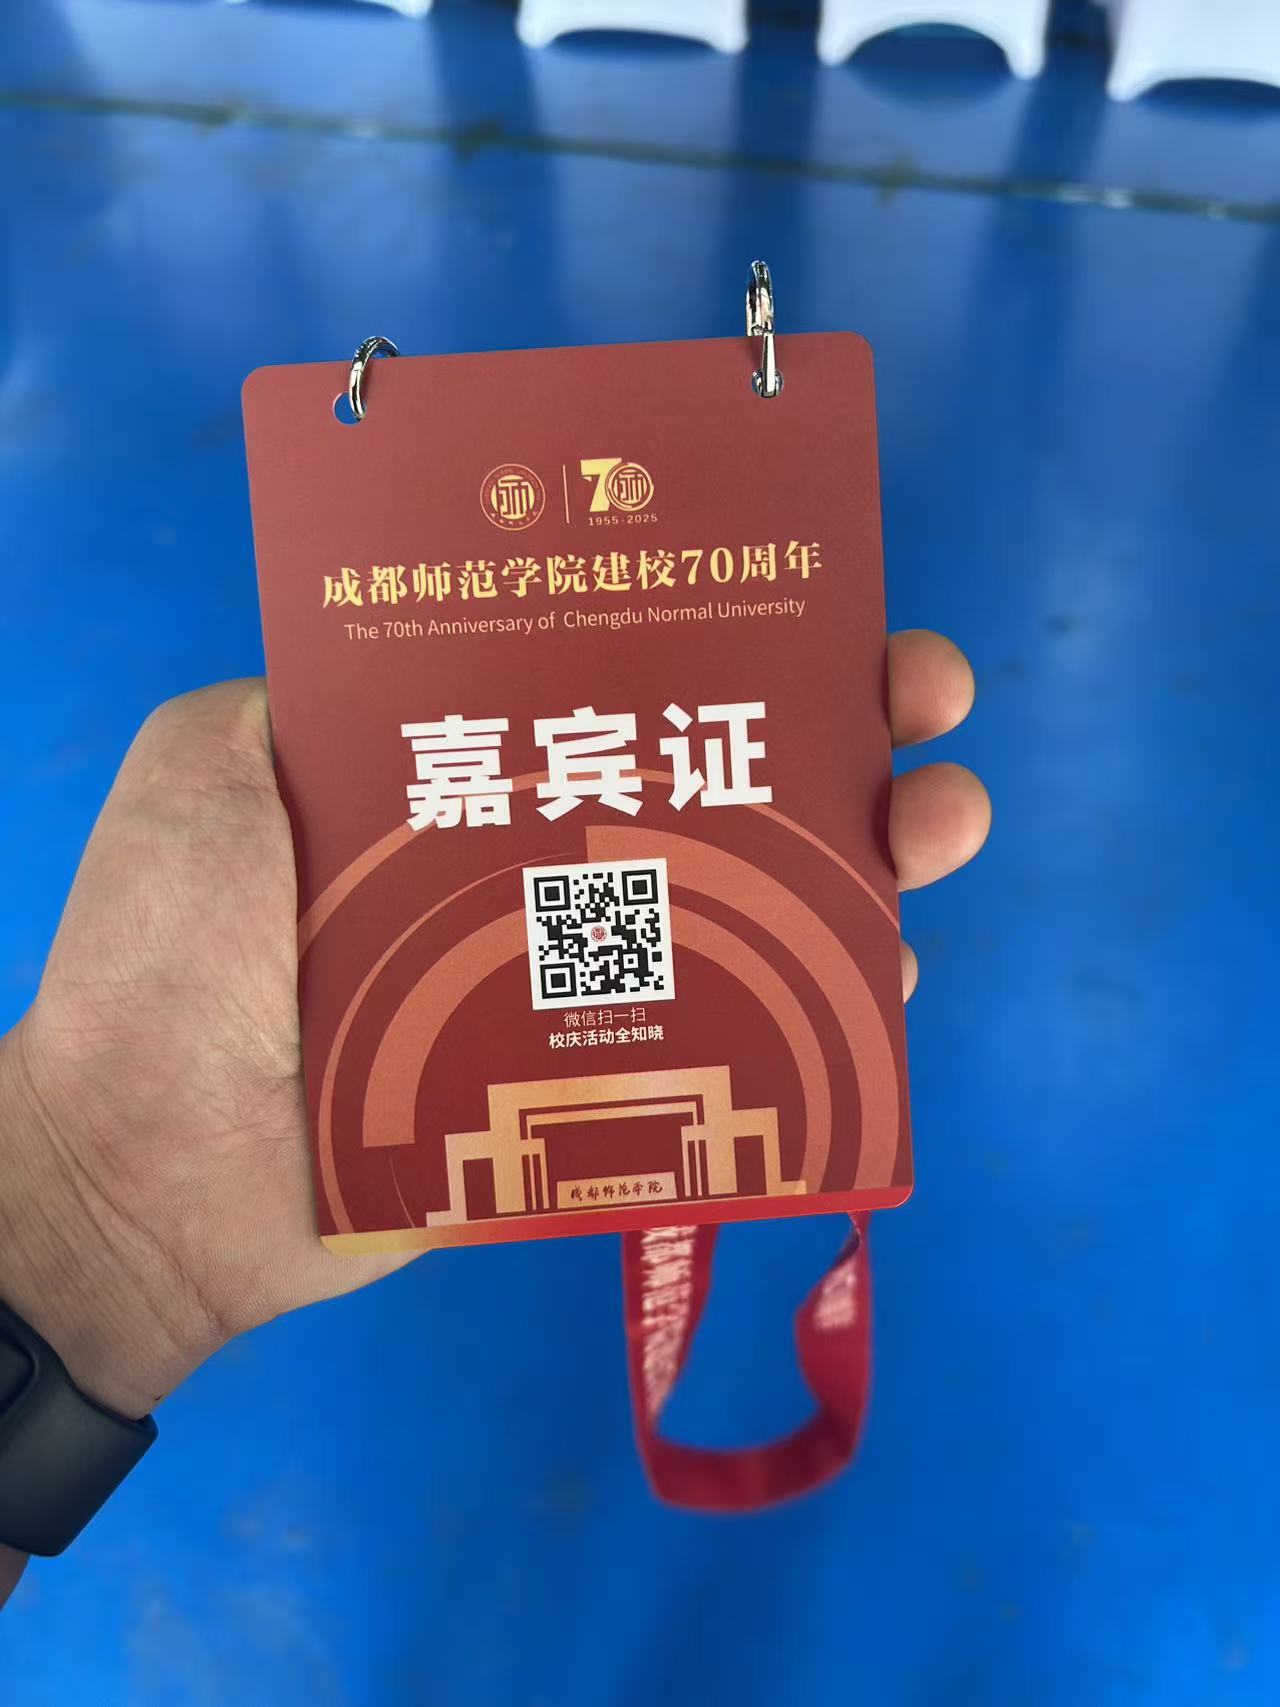 1955-2025
成都师范学院建校70周年
The 70th Anniversary of Chengdu Normal University
嘉宾证
微信扫一扫
校庆活动全知晓
成都师范学院